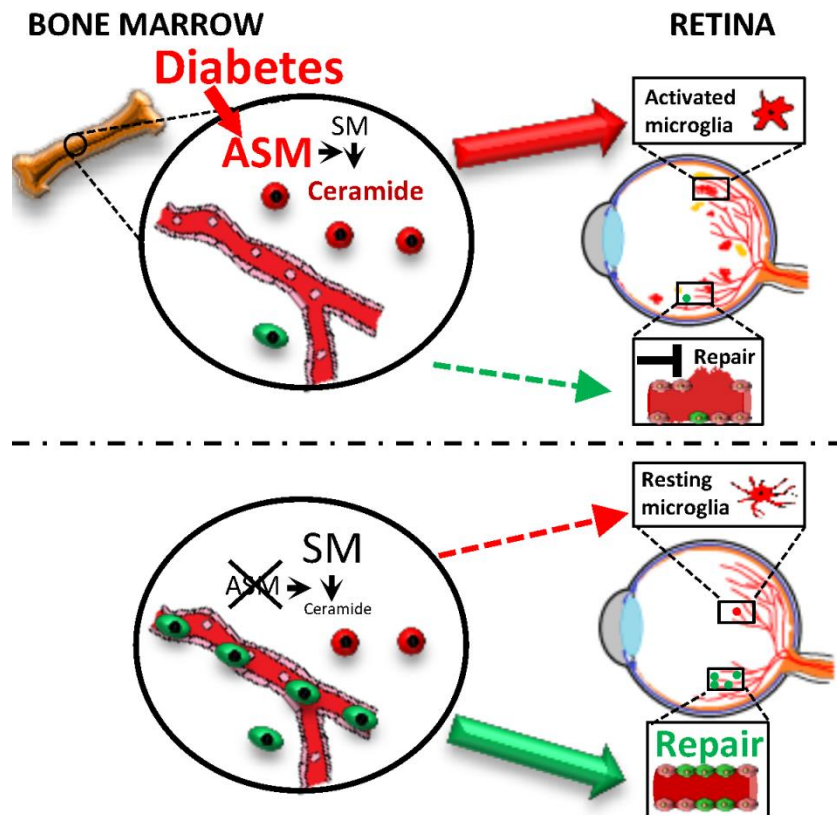 BONE MARROW
RETINA
Diabetes
ASM
SM
Ceramide
Activated
microglia
Repair
Resting
microglia
SM
ASM
Ceramide
Repair